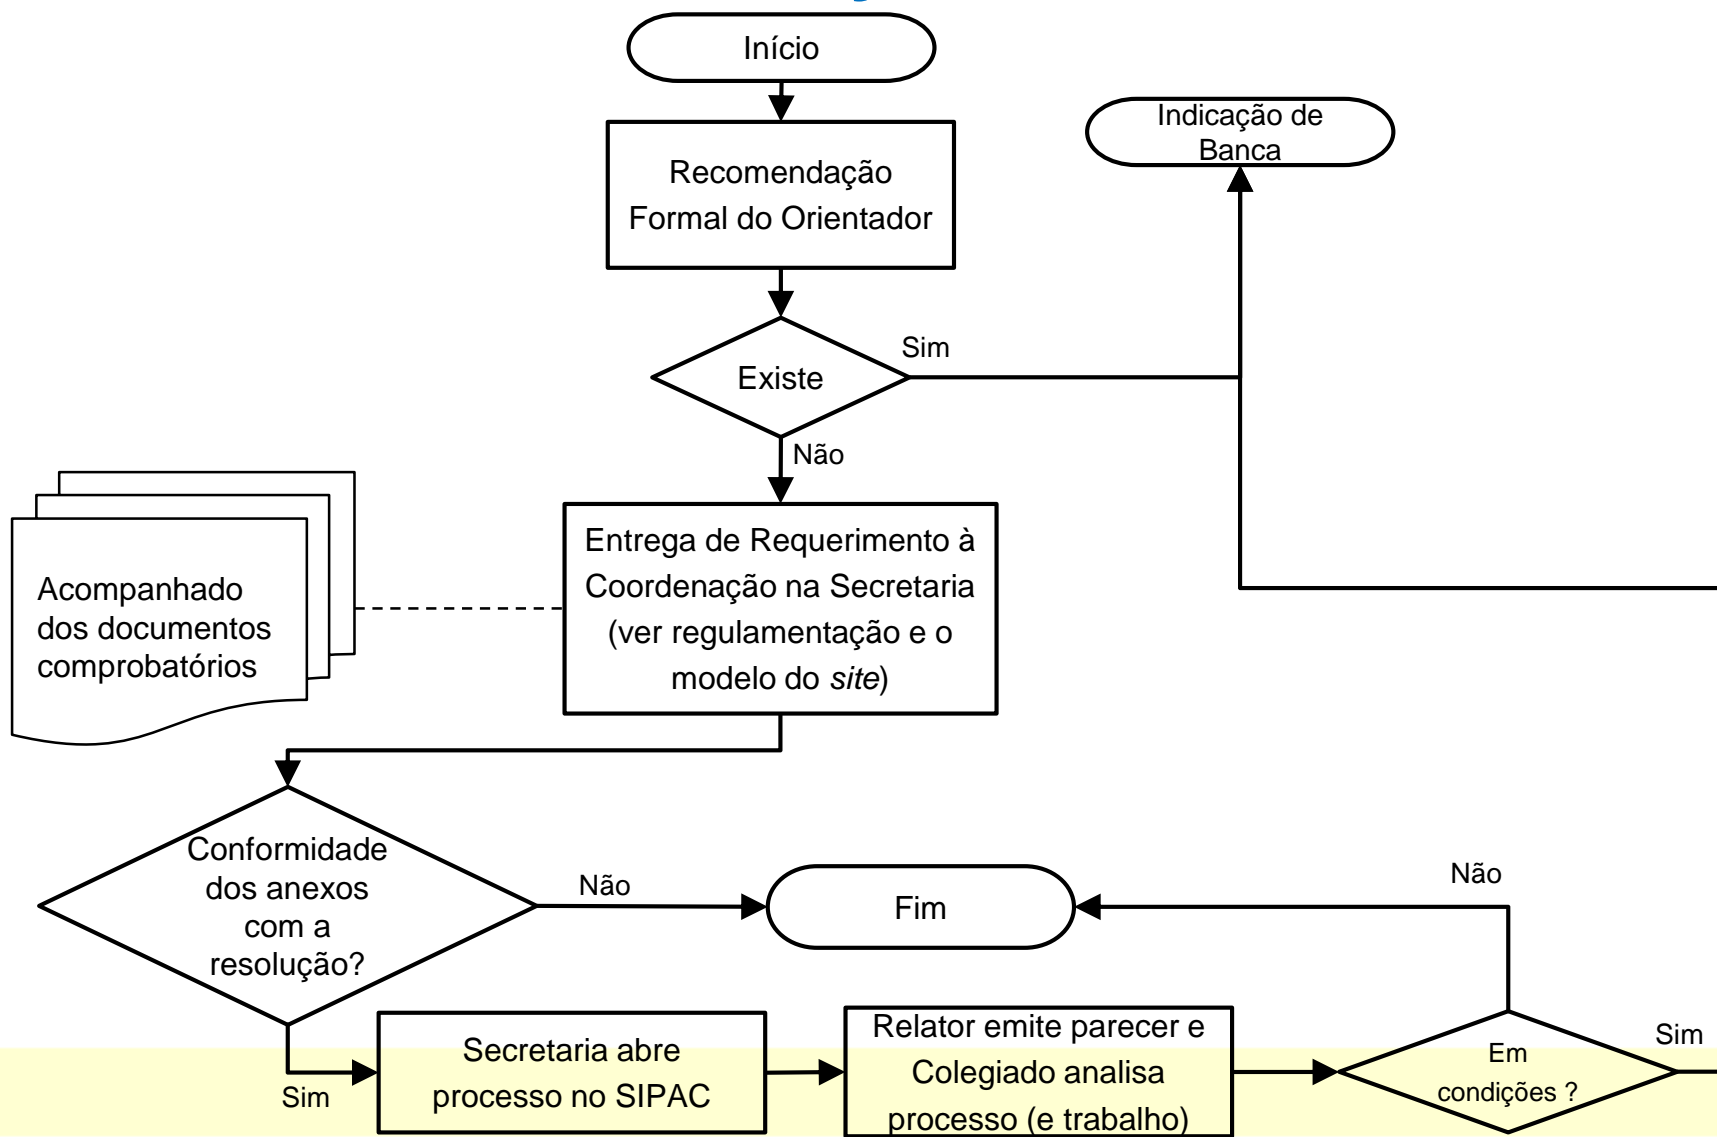 Início
Indicação de
Banca
Recomendação
Formal do Orientador
Existe
Sim
Não
Entrega de Requerimento à
Coordenação na Secretaria
(ver regulamentação e o
modelo do site)
Acompanhado
dos documentos
comprobatórios
Conformidade
dos anexos
com a
resolução?
Não
Fim
Não
Sim
Secretaria abre
processo no SIPAC
Relator emite parecer e
Colegiado analisa
processo (e trabalho)
Em
condições ?
Sim